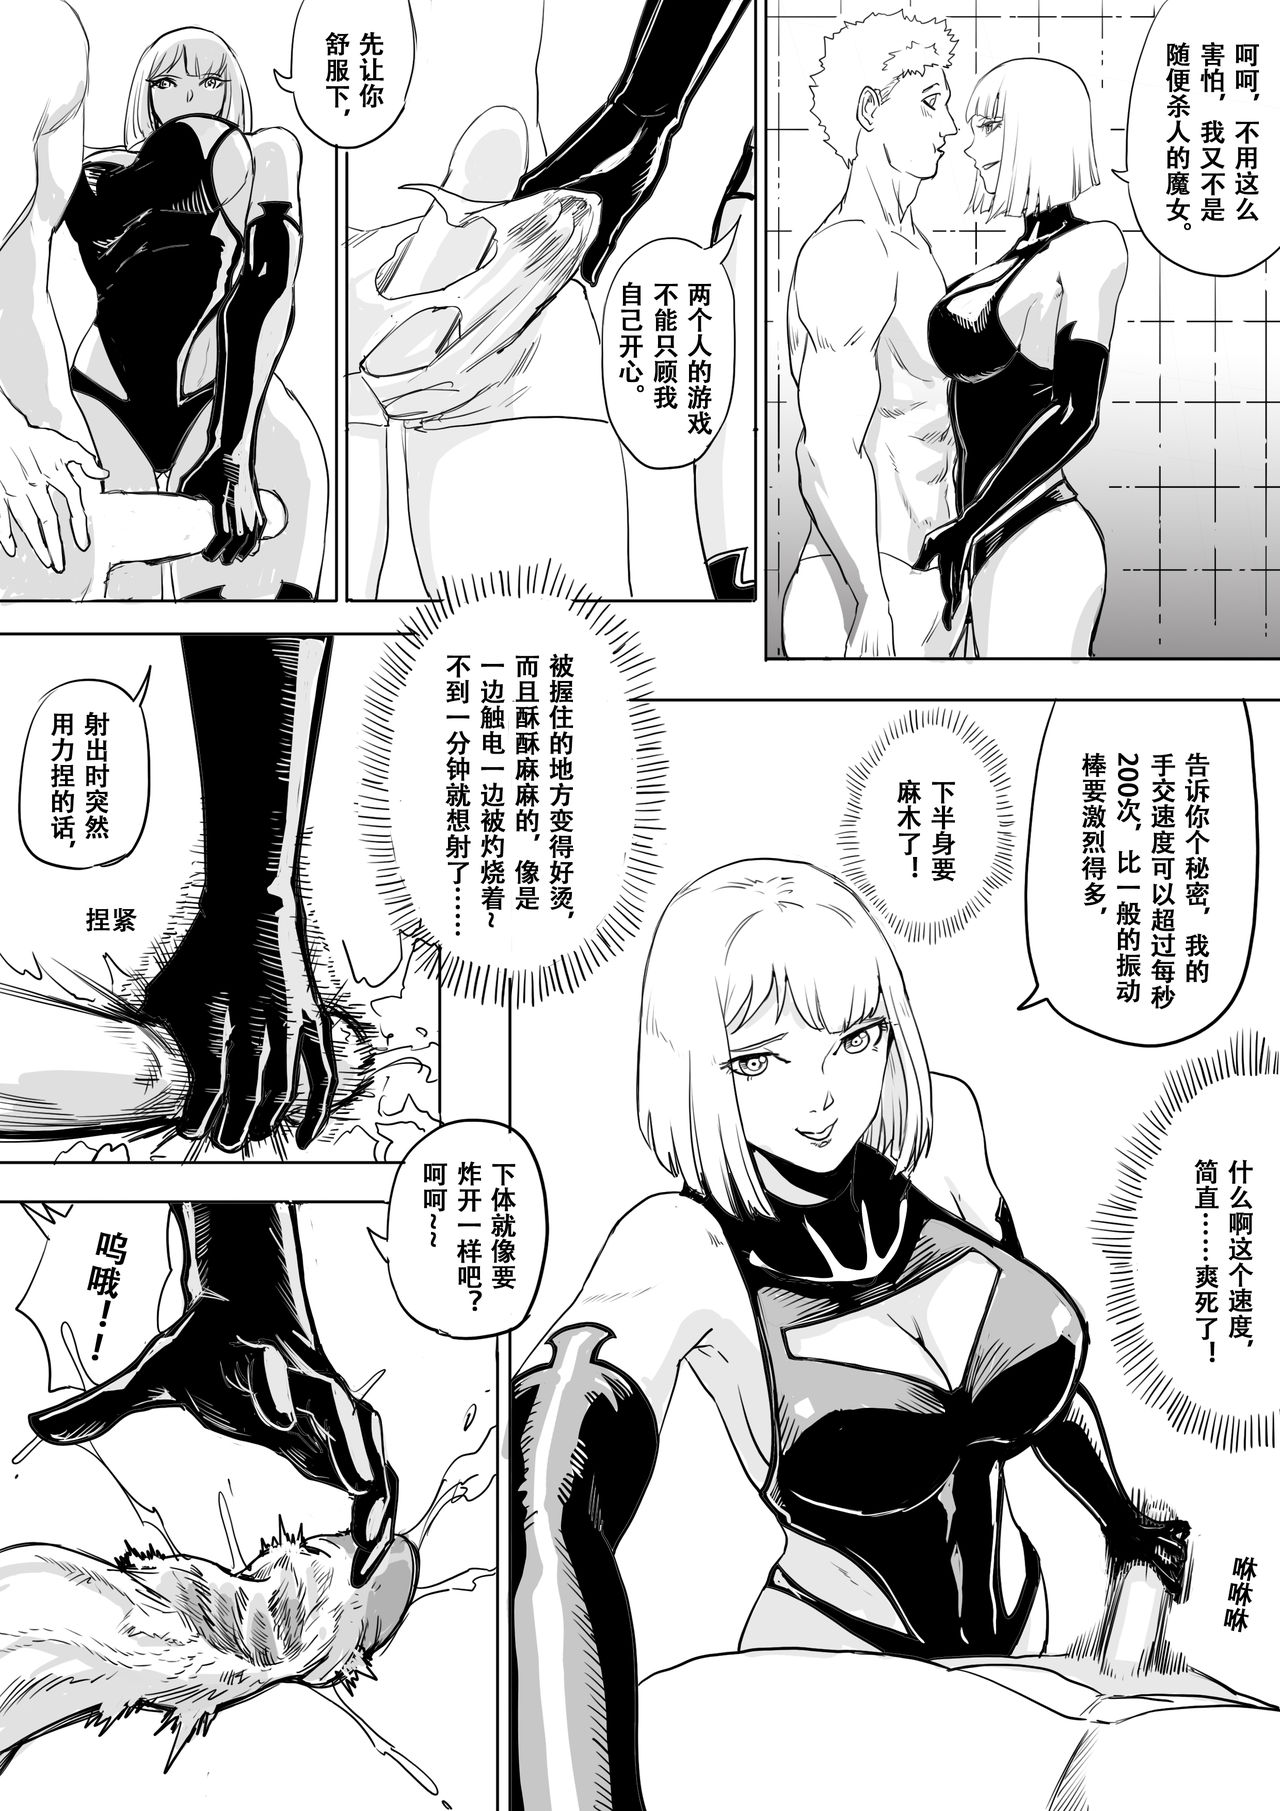 呵呵，不用这么
害怕，我又不是
随便杀人的魔女。
两个人的游戏
不能只顾我
自己开心。
先让你
舒服下，
告诉你个秘密，我的
手交速度可以超过每秒
200次，比一般的振动
棒要激烈得多，
下半身要
麻木了！
被握住的地方变得好烫，
而且酥酥麻麻的，像是
一边触电一边被灼烧着~
不到一分钟就想射了……
什么啊这个速度，
简直……爽死了！
咻咻咻
射出时突然
用力捏的话，
捏紧
下体就像要
炸开一样吧？
呵呵~~
呜哦！！